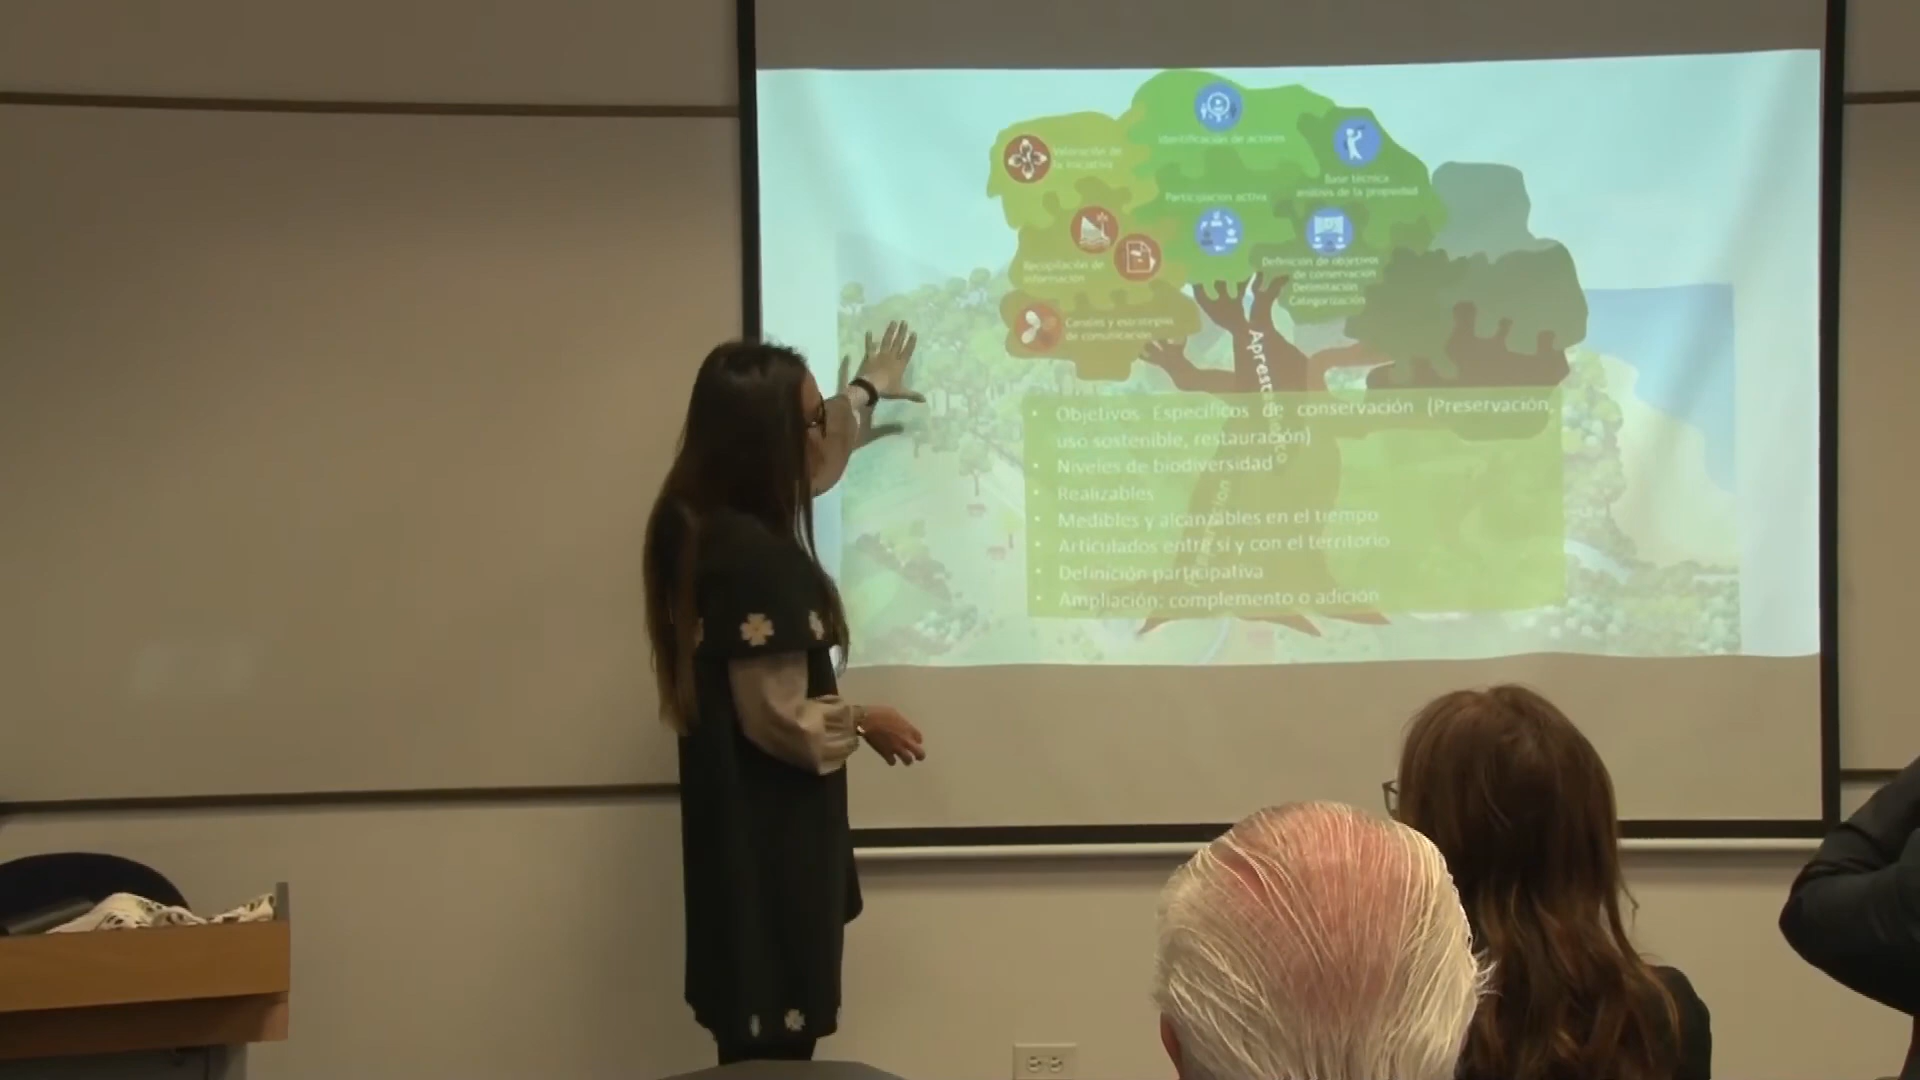 Identificación de actores
Valoración de
la iniciativa
Base técnica
análisis de la propiedad
Participación activa
Recopilación de
información
Definición de objetivos
de conservación
Delimitación
Categorización
Canales y estrategias
de comunicación
• Objetivos Específicos de conservación (Preservación,
uso sostenible, restauración)
• Niveles de biodiversidad
• Realizables
• Medibles y alcanzables en el tiempo
• Articulados entre sí y con el territorio
• Definición participativa
• Ampliación: complemento o adición